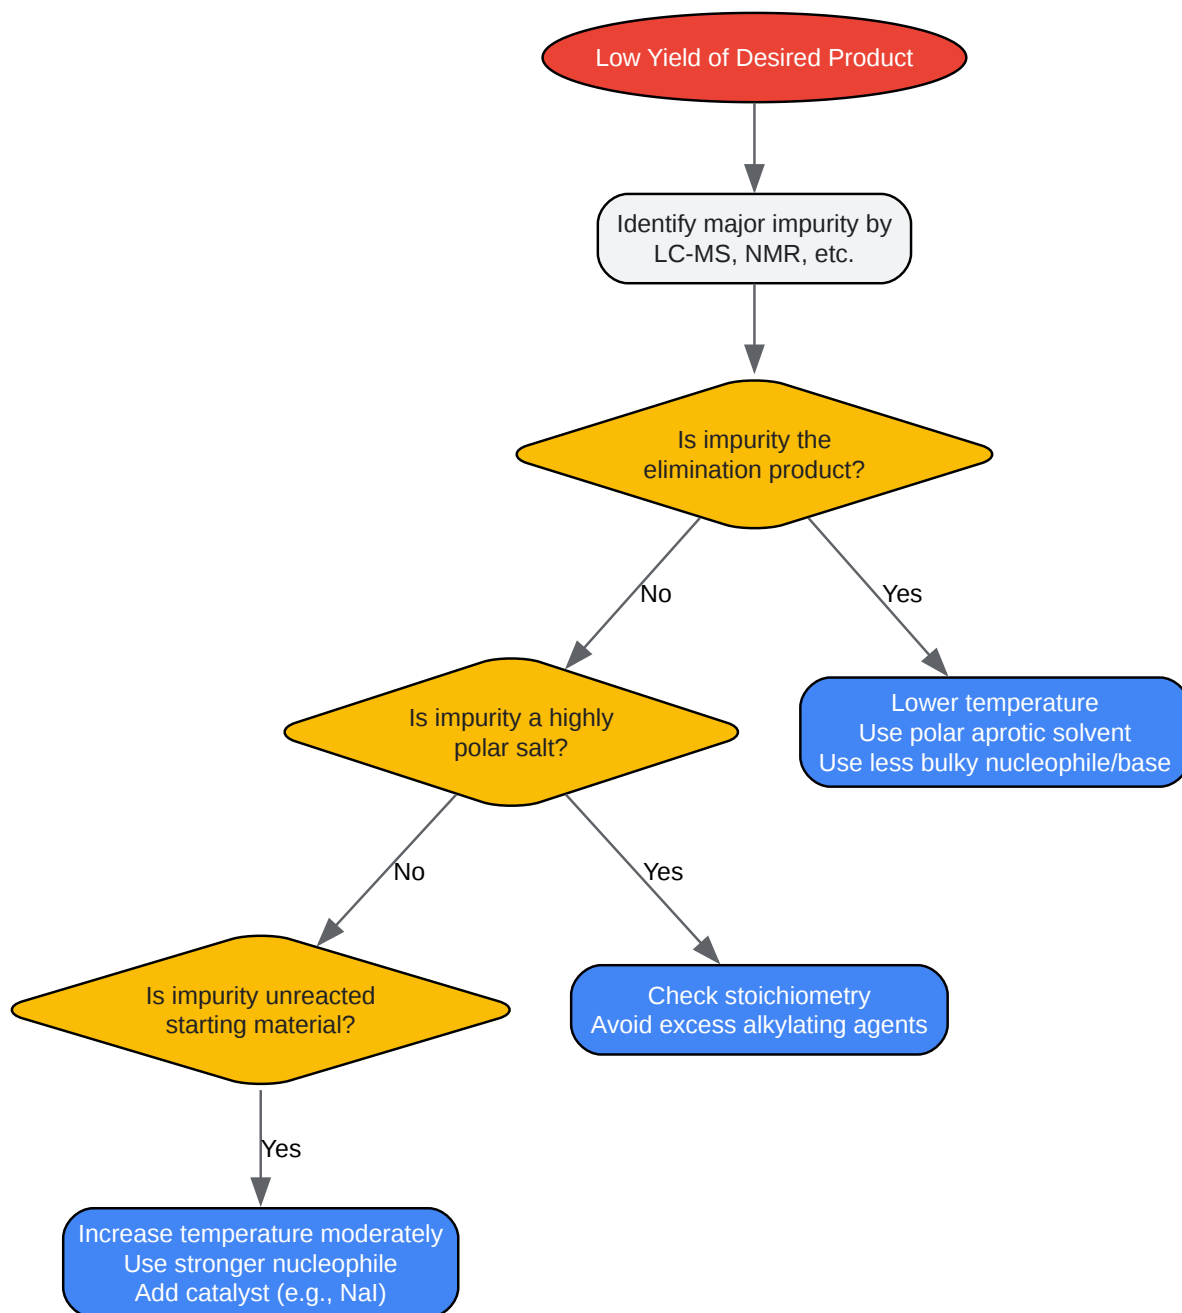 Low Yield of Desired Product
Identify major impurity by
LC-MS, NMR, etc.
Is impurity the
elimination product?
No
Yes
Is impurity a highly
polar salt?
Lower temperature
Use polar aprotic solvent
Use less bulky nucleophile/base
No
Yes
Is impurity unreacted
starting material?
Check stoichiometry
Avoid excess alkylating agents
Yes
Increase temperature moderately
Use stronger nucleophile
Add catalyst (e.g., NaI)